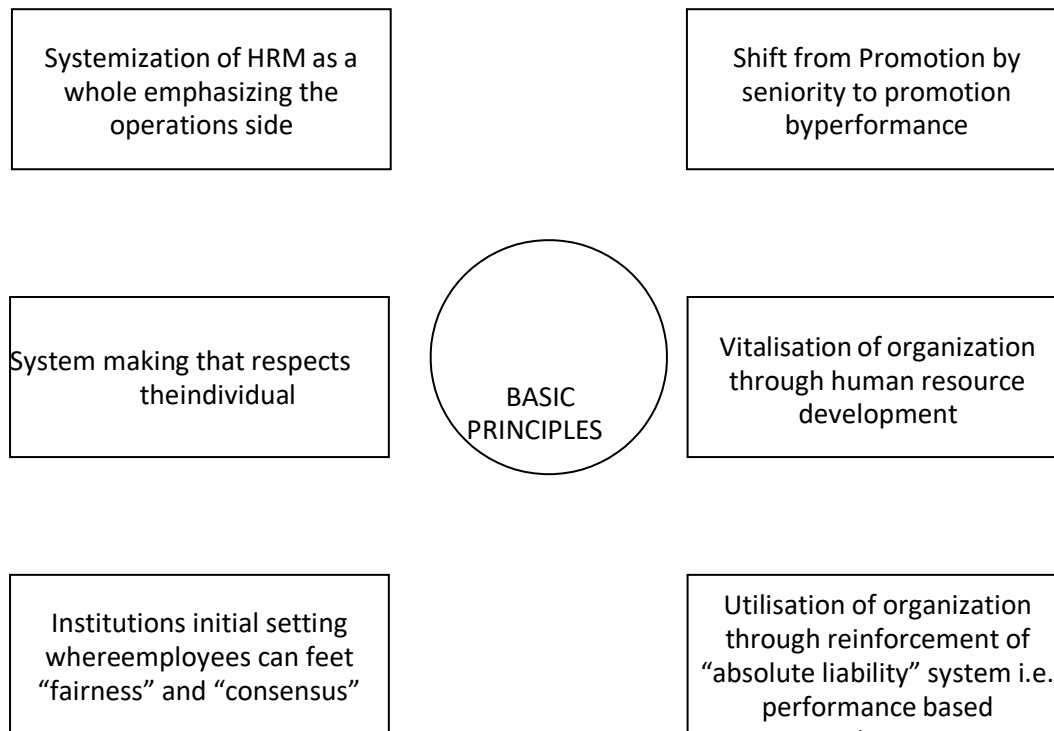 Systemization of HRM as a
whole emphasizing the
operations side
Shift from Promotion by
seniority to promotion
byperformance
System making that respects
theindividual
BASIC
PRINCIPLES
Vitalisation of organization
through human resource
development
Institutions initial setting
whereemployees can feet
“fairness” and “consensus”
Utilisation of organization
through reinforcement of
“absolute liability” system i.e.
performance based